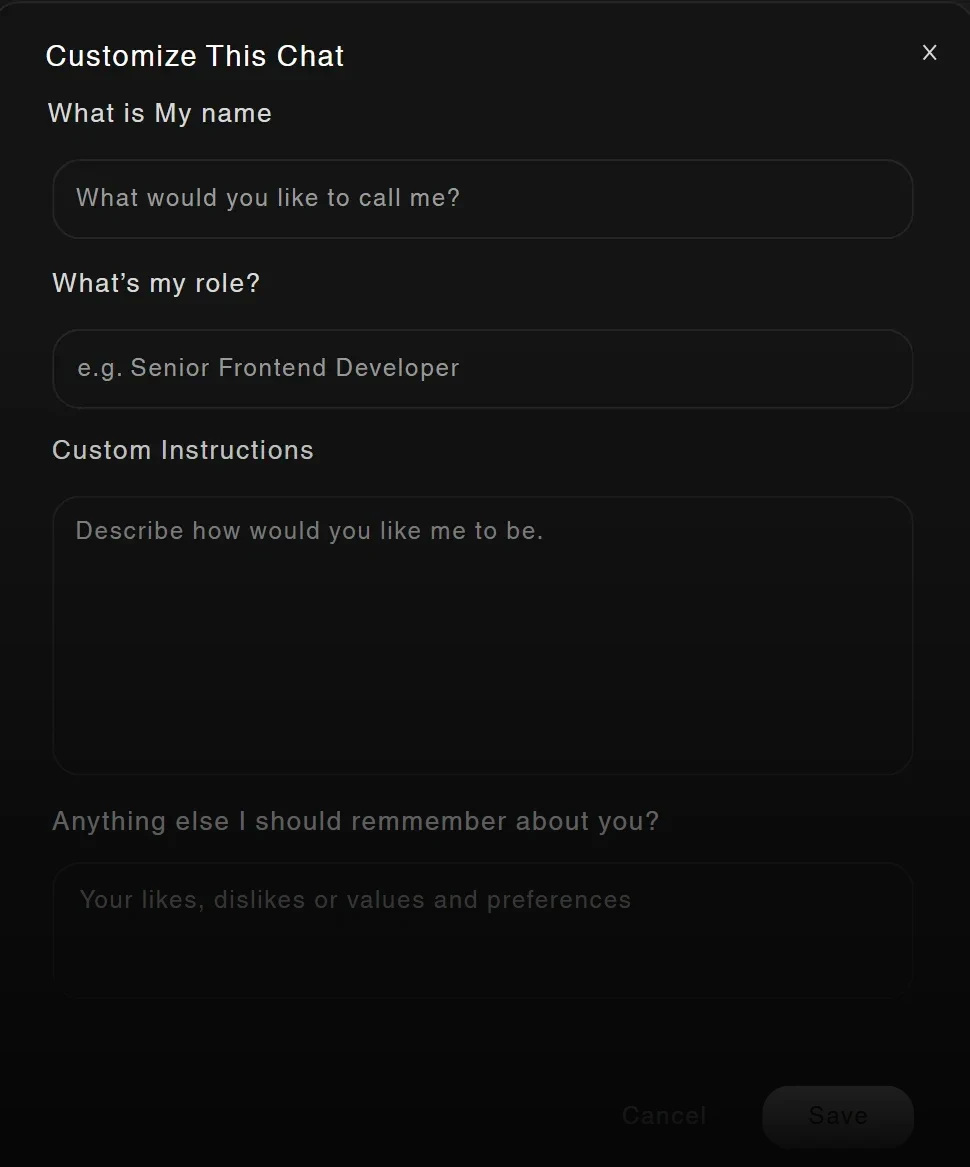 Customize This Chat
X
What is My name
What would you like to call me?
What’s my role?
e.g. Senior Frontend Developer
Custom Instructions
Describe how would you like me to be.
Anything else I should remmember about you?
Your likes, dislikes or values and preferences
Cancel
Save